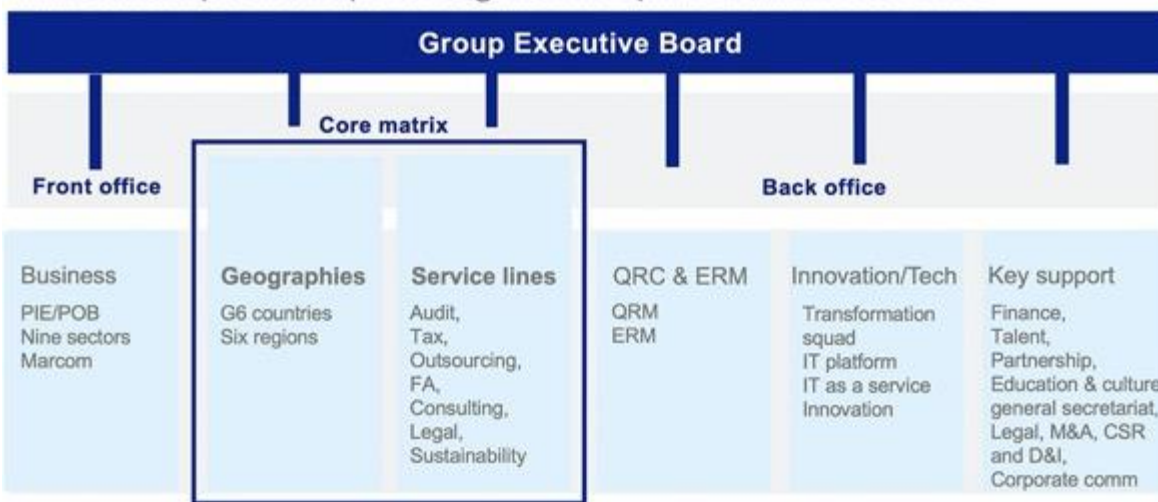 Group Executive Board
Core matrix
Front office
Back office
Business
PIE/POB
Nine sectors
Marcom
Geographies
G6 countries
Six regions
Service lines
Audit,
Tax,
Outsourcing,
FA,
Consulting,
Legal,
Sustainability
QRC & ERM
QRM
ERM
Innovation/Tech
Transformation
squad
IT platform
IT as a service
Innovation
Key support
Finance,
Talent,
Partnership,
Education & culture
general secretariat,
Legal, M&A, CSR
and D&I,
Corporate comm